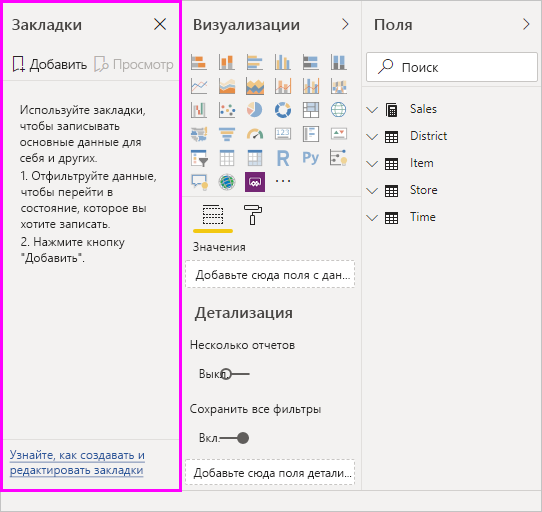 Закладки
Добавить
Просмотр
Используйте закладки,
чтобы записывать
основные данные для
себя и других.
1. Отфильтруйте данные,
чтобы перейти в
состояние, которое вы
хотите записать.
2. Нажмите кнопку
"Добавить".
Узнайте, как создавать и
редактировать закладки
Визуализации
123
R
Py
Значения
Добавьте сюда поля с дан...
Детализация
Несколько отчетов
Выкл.
Сохранить все фильтры
Вкл.
Добавьте сюда поля детали...
Поля
Поиск
Sales
District
Item
Store
Time